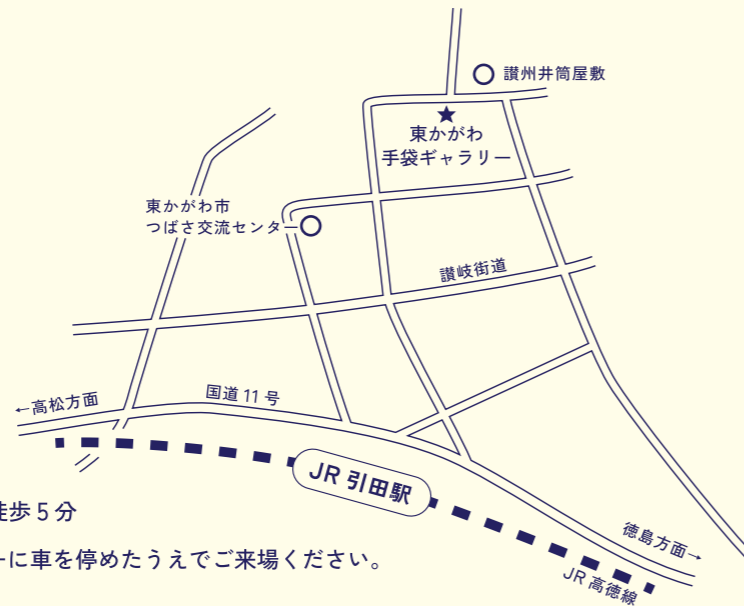 讃州井筒屋敷
東かがわ
手袋ギャラリー
東かがわ市
つばさ交流センター
讃岐街道
←高松方面
国道11号
JR 引田駅
徒歩5分
徳島方面→
に車を停めたうえでご来場ください。
JR 高徳線